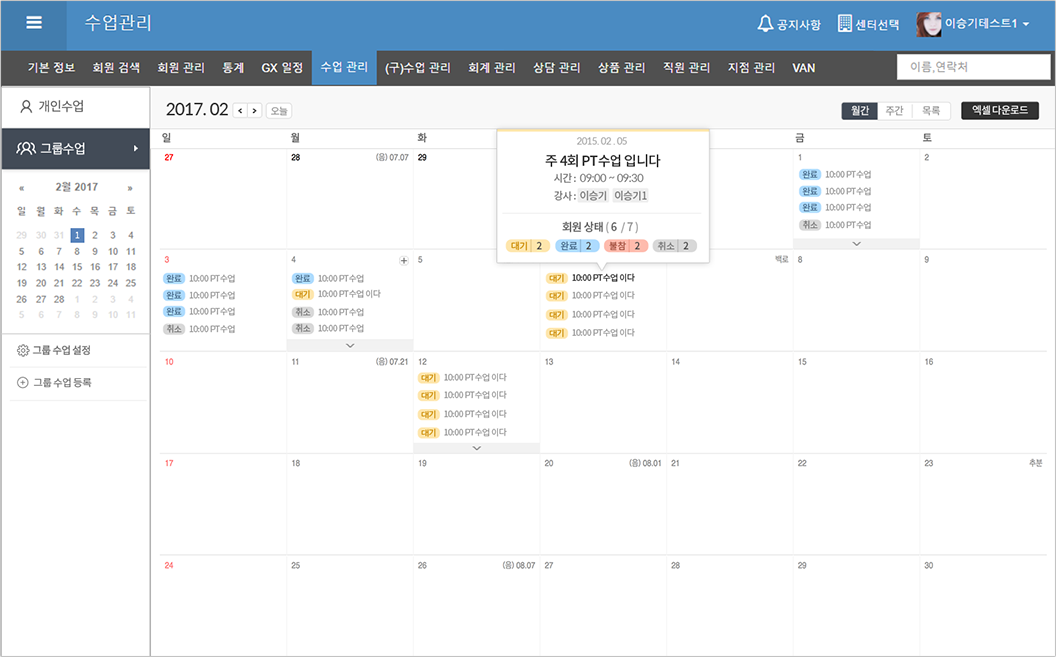 수업관리
공지사항
센터선택
이승기테스트1
기본 정보 회원 검색 회원 관리 통계 GX 일정 수업 관리 (구)수업 관리 회계 관리 상담 관리 상품 관리 직원 관리 지점 관리 VAN
이름,연락처
개인수업
그룹수업
« 2월 2017 »
일 월 화 수 목 금 토
29 30 31 1 2 3 4
5 6 7 8 9 10 11
12 13 14 15 16 17 18
19 20 21 22 23 24 25
26 27 28 1 2 3 4
5 6 7 8 9 10 11
그룹 수업 설정
그룹 수업 등록
2017. 02 < > 오늘
월간 주간 목록
엑셀 다운로드
일 월 화 금 토
27
28 (음) 07.07
29
2015. 02 . 05
주 4회 PT수업 입니다
시간 : 09:00 ~ 09:30
강사 : 이승기 이승기1
회원 상태 ( 6 / 7 )
대기 2 완료 2 불참 2 취소 2
1
완료 10:00 PT수업
완료 10:00 PT수업
완료 10:00 PT수업
취소 10:00 PT수업
2
3
완료 10:00 PT수업
완료 10:00 PT수업
완료 10:00 PT수업
취소 10:00 PT수업
4 +
완료 10:00 PT수업
대기 10:00 PT수업 이다
취소 10:00 PT수업
취소 10:00 PT수업
5
대기 10:00 PT수업 이다
대기 10:00 PT수업 이다
대기 10:00 PT수업 이다
대기 10:00 PT수업 이다
백로
8
9
10
11 (음) 07.21
12
대기 10:00 PT수업 이다
대기 10:00 PT수업 이다
대기 10:00 PT수업 이다
대기 10:00 PT수업 이다
13
14
15
16
17
18
19
20 (음) 08.01
21
22
23 추분
24
25
26 (음) 08.07
27
28
29
30